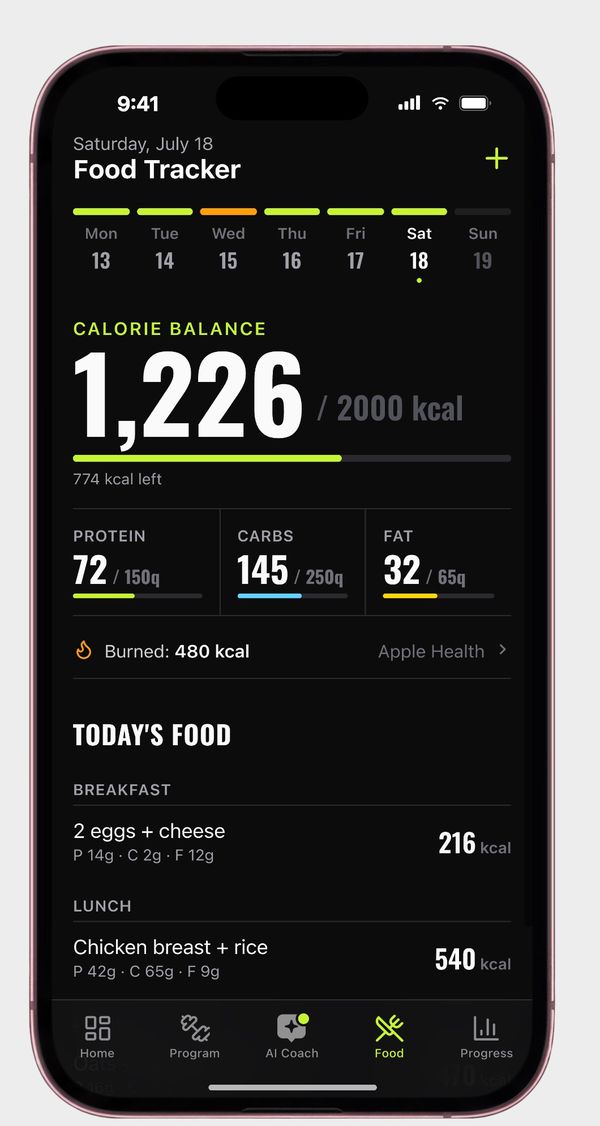 9:41
Saturday, July 18
Food Tracker
Mon Tue Wed Thu Fri Sat Sun
13 14 15 16 17 18 19
CALORIE BALANCE
1,226 / 2000 kcal
774 kcal left
PROTEIN CARBS FAT
72 / 150q 145 / 250q 32 / 65q
Burned: 480 kcal Apple Health
TODAY'S FOOD
BREAKFAST
2 eggs + cheese
216 kcal
P 14g · C 2g · F 12g
LUNCH
Chicken breast + rice
540 kcal
P 42g · C 65g · F 9g
Home Program AI Coach Food Progress